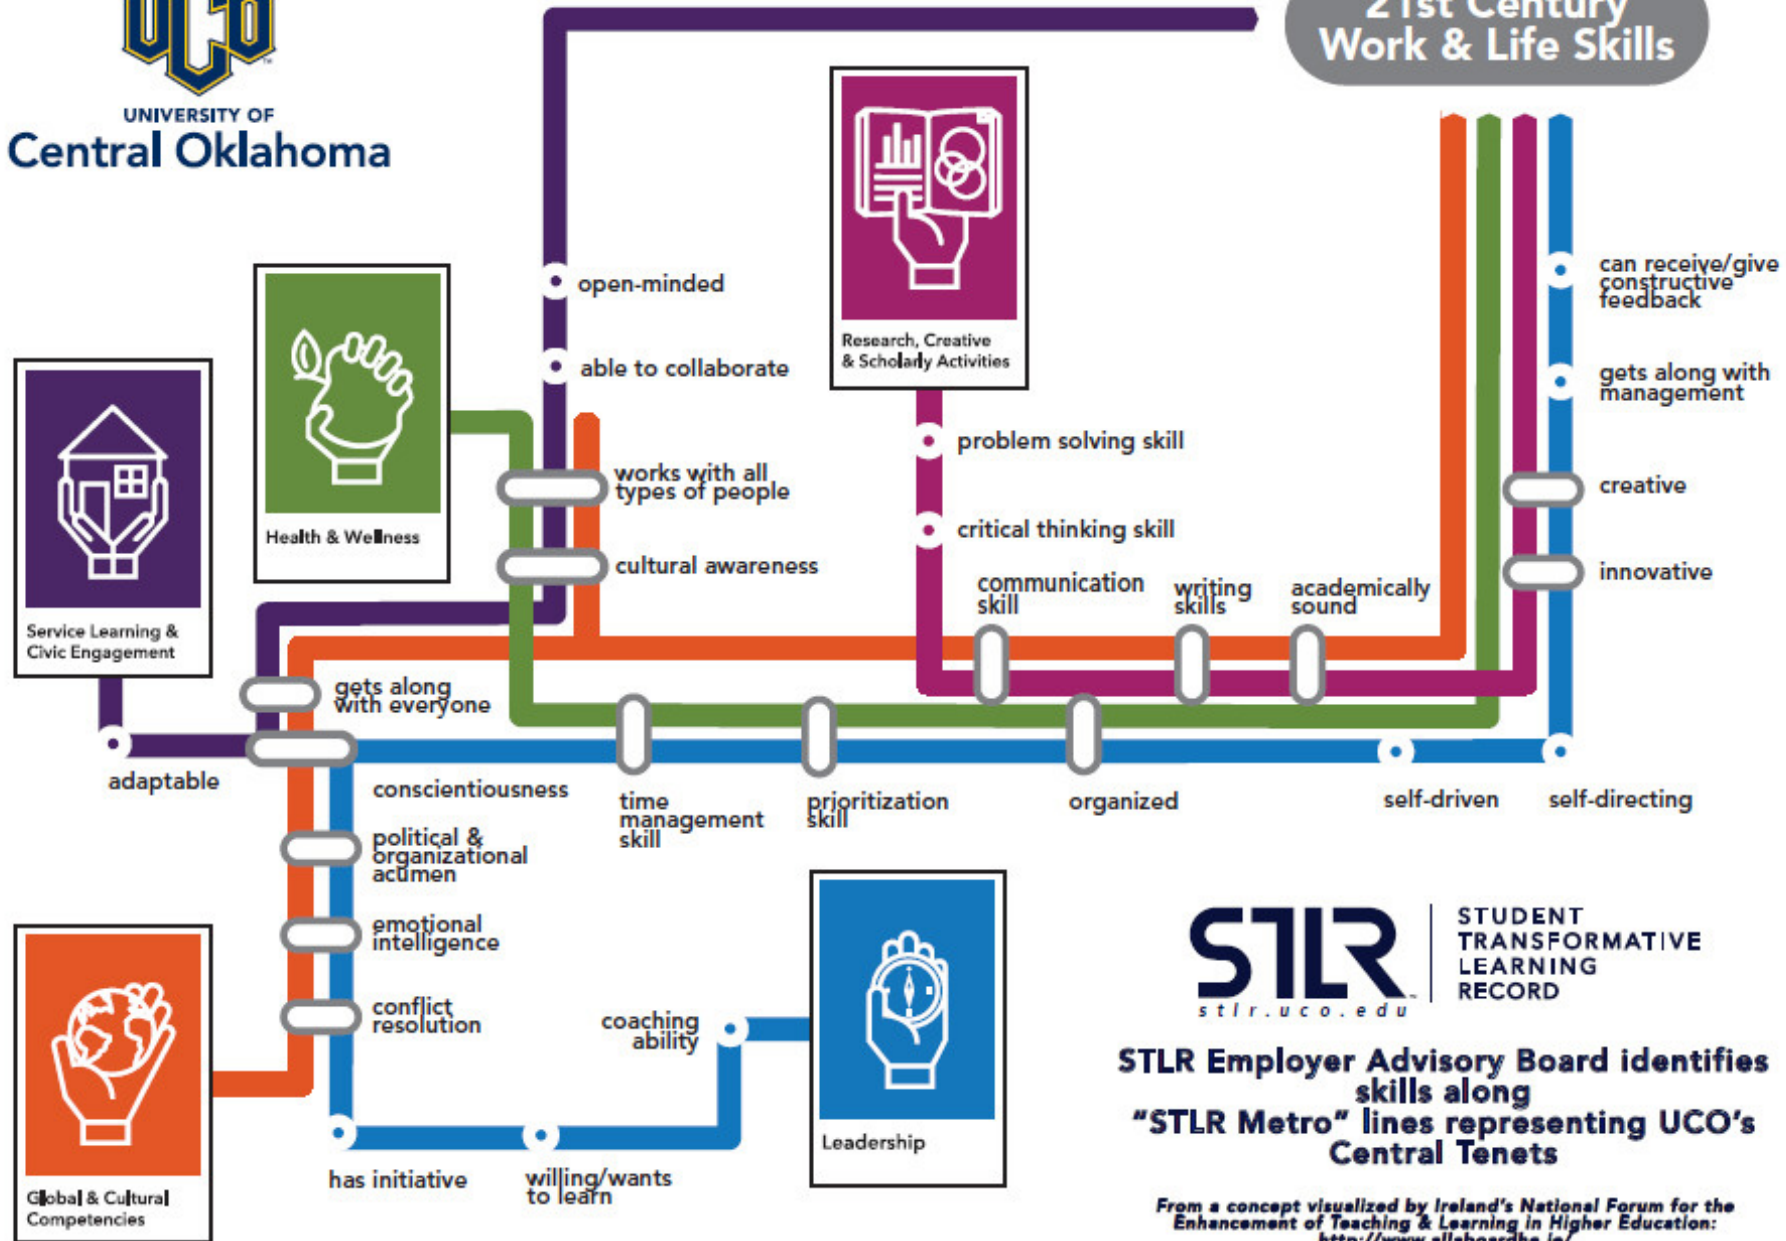 UCO
UNIVERSITY OF
Central Oklahoma
21st Century
Work & Life Skills
open-minded
able to collaborate
works with all
types of people
cultural awareness
Research, Creative
& Scholarly Activities
problem solving skill
critical thinking skill
communication
skill
writing
skills
academically
sound
can receive/give
constructive
feedback
gets along with
management
creative
innovative
Health & Wellness
Service Learning &
Civic Engagement
gets along
with everyone
adaptable
conscientiousness
time
management
skill
prioritization
skill
organized
self-driven
self-directing
political &
organizational
acumen
emotional
intelligence
conflict
resolution
coaching
ability
has initiative
willing/wants
to learn
Leadership
Global & Cultural
Competencies
STLR
STUDENT
TRANSFORMATIVE
LEARNING
RECORD
stlr.uco.edu
STLR Employer Advisory Board identifies
skills along
"STLR Metro" lines representing UCO's
Central Tenets
From a concept visualized by Ireland's National Forum for the
Enhancement of Teaching & Learning in Higher Education:
http://www.allaboardhe.ie/